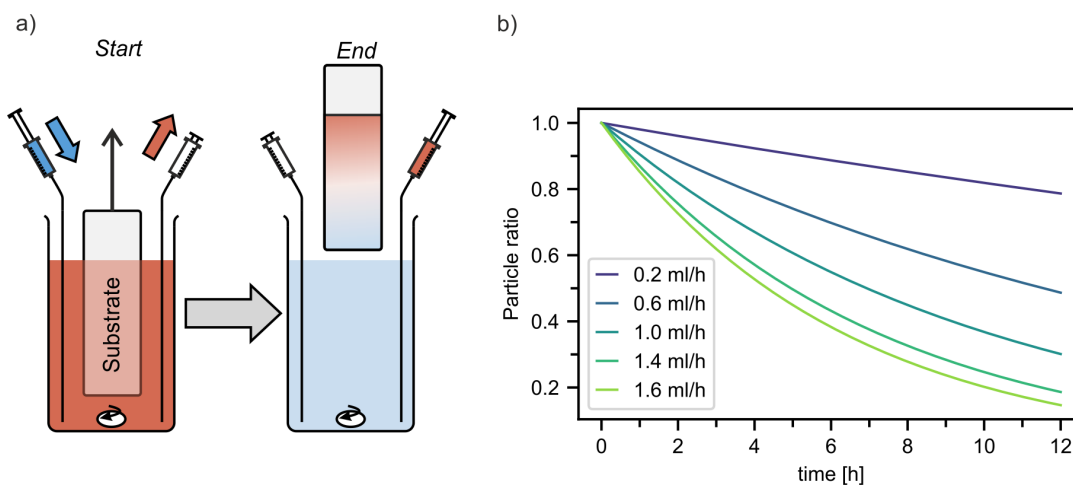 a)
Start
End
Substrate
b)
Particle ratio
1.0
0.8
0.6
0.4
0.2
0.2 ml/h
0.6 ml/h
1.0 ml/h
1.4 ml/h
1.6 ml/h
0 2 4 6 8 10 12
time [h]